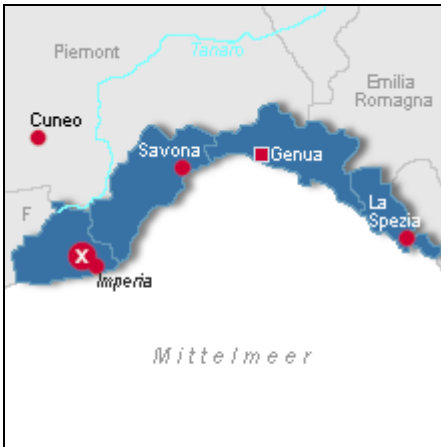 Piemont
Tanaro
Emilia
Romagna
Cuneo
Savona
Genua
La
Spezia
F
X
Imperia
Mittelmeer